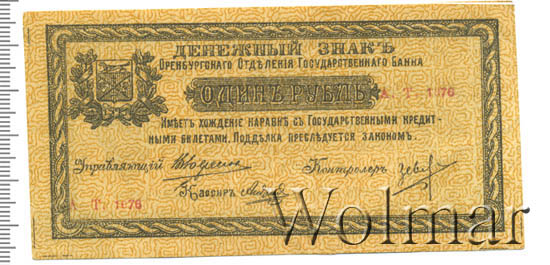 ДЕНЕЖНЫЙ ЗНАКЪ
Оренбургскаго Отдѣленія Государственнаго Банка
ОДИНЪ РУБЛЬ
А. Т. 1176
Имѣетъ хожденіе наравнѣ съ Государственными кредит-
ными билетами. Поддѣлка преслѣдуется закономъ.
Управляющій
Контролеръ
Кассиръ
А. Т. 1176
Wolmar